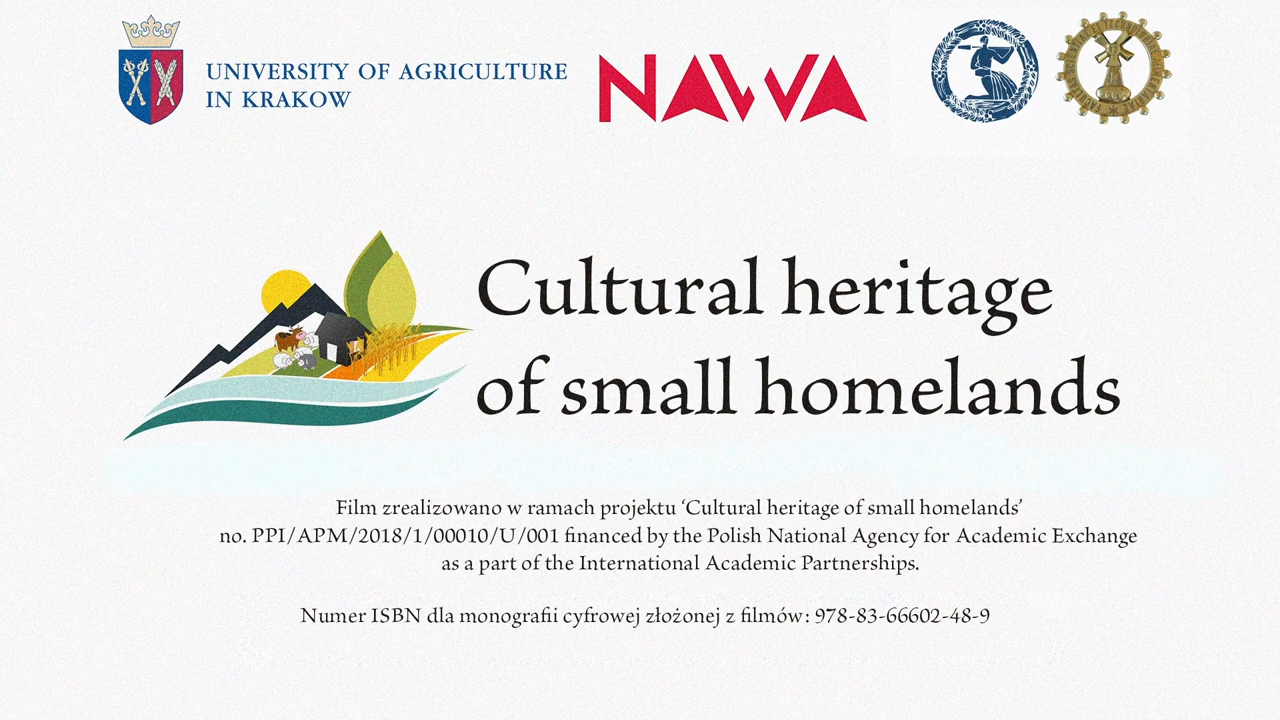 UNIVERSITY OF AGRICULTURE
IN KRAKOW
NAWA
Cultural heritage
of small homelands
Film zrealizowano w ramach projektu ‘Cultural heritage of small homelands’
no. PPI/APM/2018/1/00010/U/001 financed by the Polish National Agency for Academic Exchange
as a part of the International Academic Partnerships.
Numer ISBN dla monografii cyfrowej złożonej z filmów: 978-83-66602-48-9